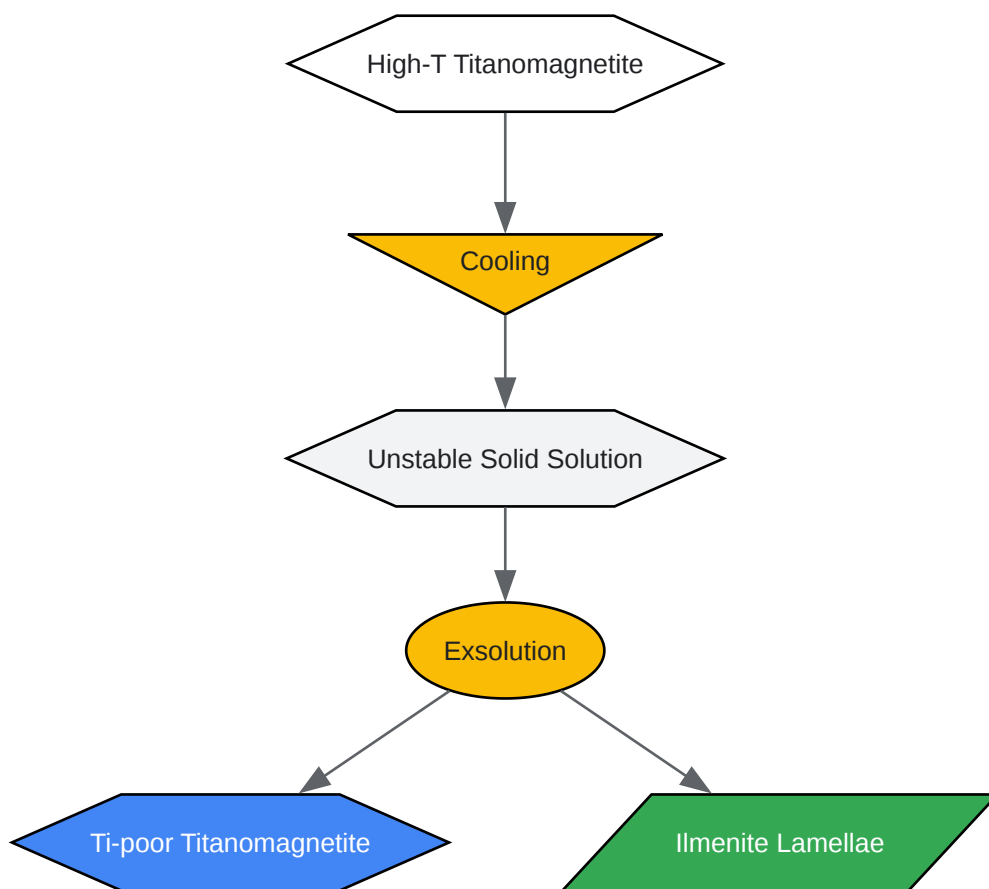 High-T Titanomagnetite
Cooling
Unstable Solid Solution
Exsolution
Ti-poor Titanomagnetite
Ilmenite Lamellae